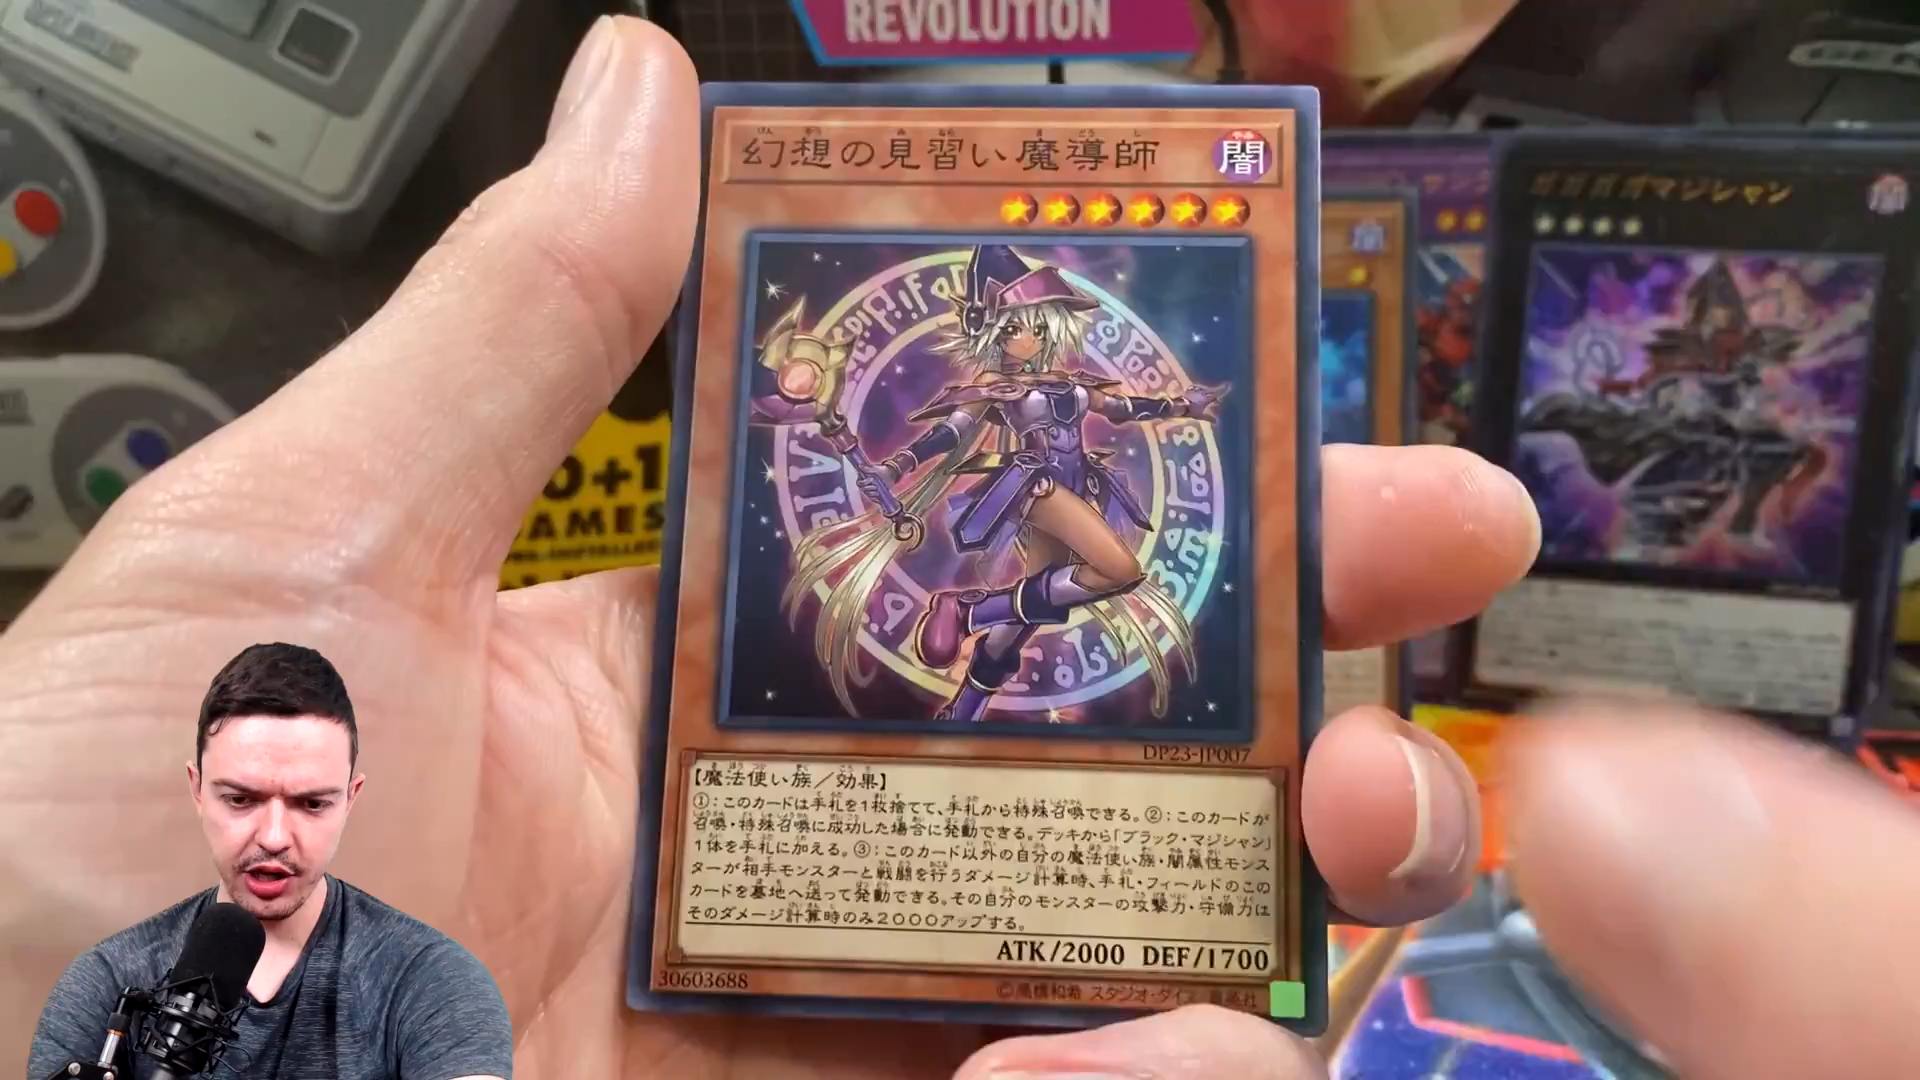 REVOLUTION
幻想の見習い魔導師
闇
マジシャン
0+1
GAMES
DP23-JP007
【魔法使い族/効果】
①:このカードは手札を1枚捨てて、手札から特殊召喚できる。②:このカードが
召喚・特殊召喚に成功した場合に発動できる。デッキから「ブラック・マジシャン」
1体を手札に加える。③:このカード以外の自分の魔法使い族・闇属性モンス
ターが相手モンスターと戦闘を行うダメージ計算時、手札・フィールドのこの
カードを墓地へ送って発動できる。その自分のモンスターの攻撃力・守備力は
そのダメージ計算時のみ2000アップする。
ATK/2000 DEF/1700
30603688
©高橋和希 スタジオ・ダイス 集英社